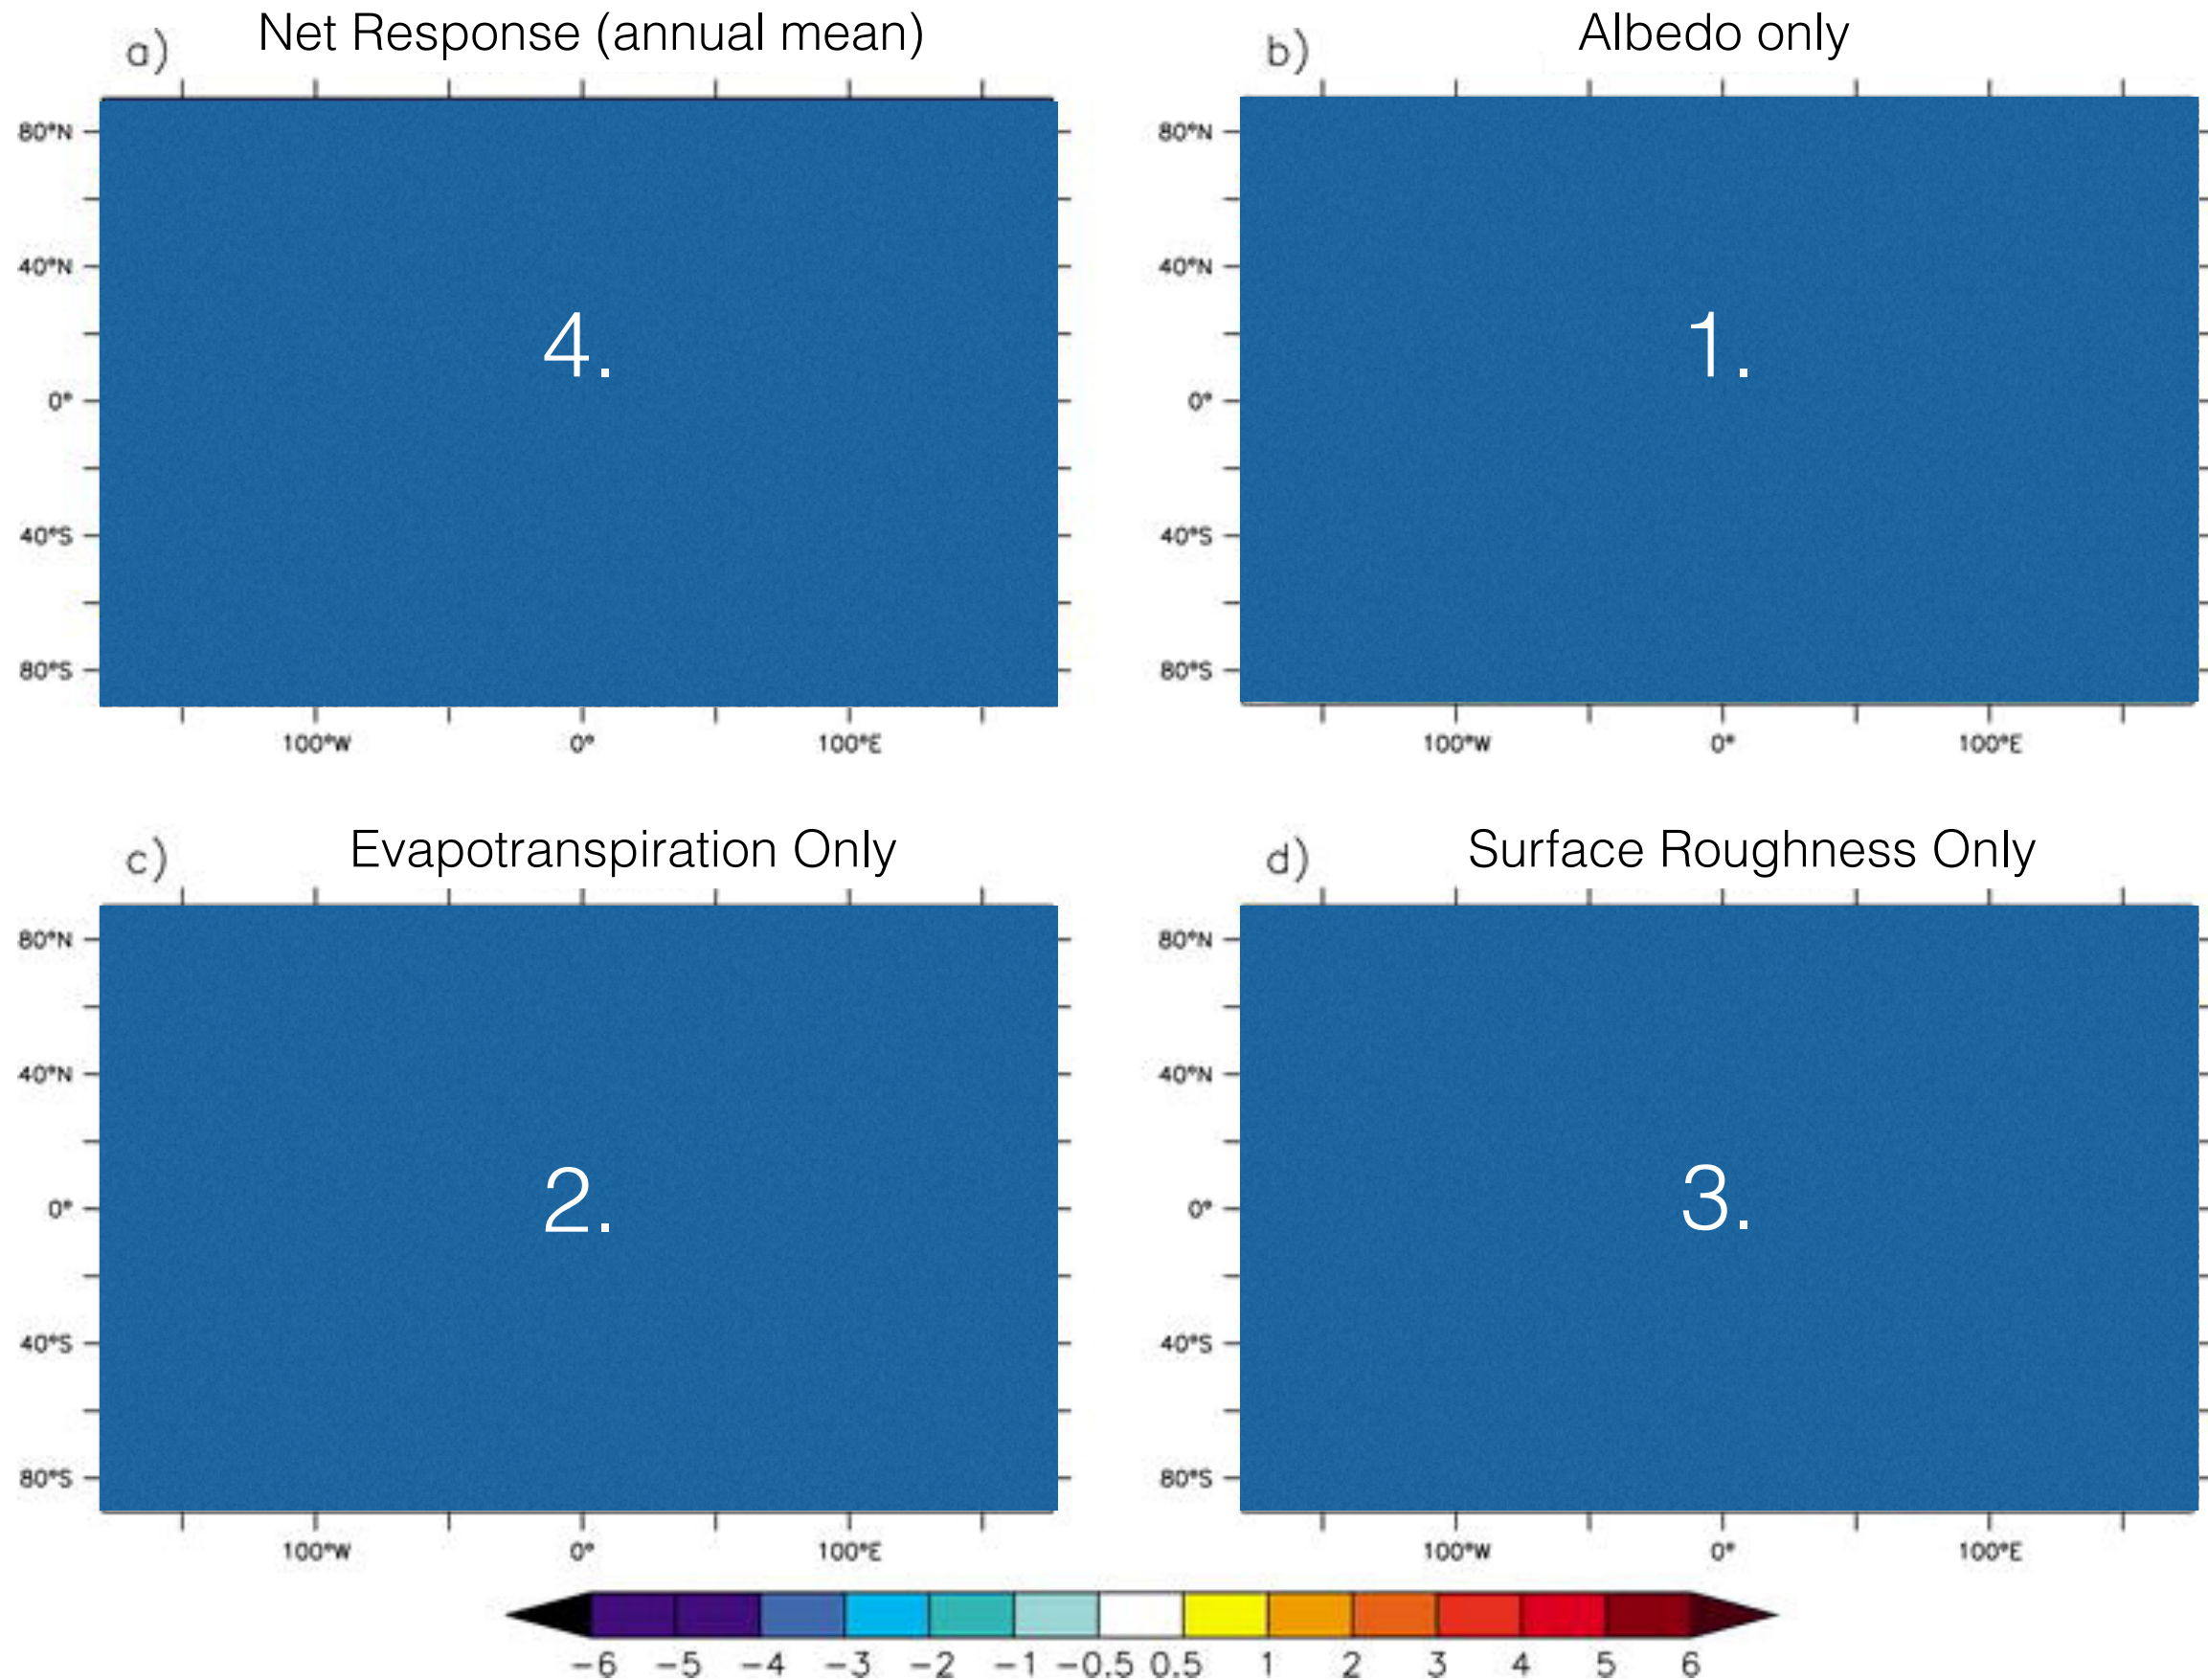 a) Net Response (annual mean)
80°N
40°N
0°
40°S
80°S
4.
100°W 0° 100°E
b) Albedo only
80°N
40°N
0°
40°S
80°S
1.
100°W 0° 100°E
c) Evapotranspiration Only
80°N
40°N
0°
40°S
80°S
2.
100°W 0° 100°E
d) Surface Roughness Only
80°N
40°N
0°
40°S
80°S
3.
100°W 0° 100°E
−6 −5 −4 −3 −2 −1 −0.5 0.5 1 2 3 4 5 6